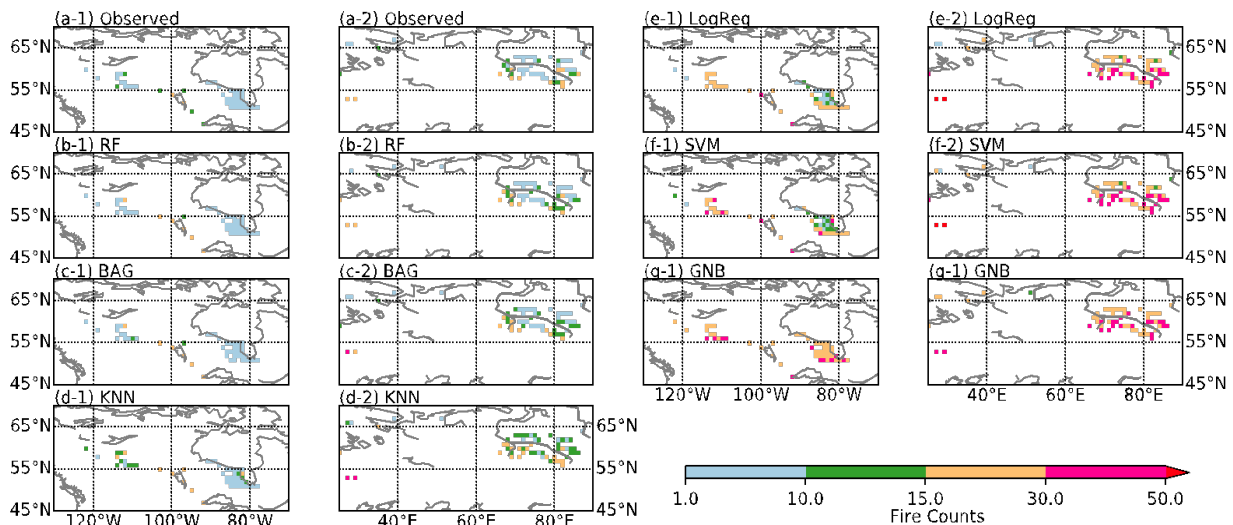 (a-1) Observed
(a-2) Observed
(e-1) LogReg
(e-2) LogReg
65°N
55°N
45°N
65°N
55°N
45°N
(b-1) RF
(b-2) RF
(f-1) SVM
(f-2) SVM
65°N
55°N
45°N
65°N
55°N
45°N
(c-1) BAG
(c-2) BAG
(g-1) GNB
(g-1) GNB
65°N
55°N
45°N
65°N
55°N
45°N
120°W 100°W 80°W
40°E 60°E 80°E
(d-1) KNN
(d-2) KNN
65°N
55°N
45°N
65°N
55°N
45°N
120°W 100°W 80°W
40°E 60°E 80°E
1.0 10.0 15.0 30.0 50.0
Fire Counts